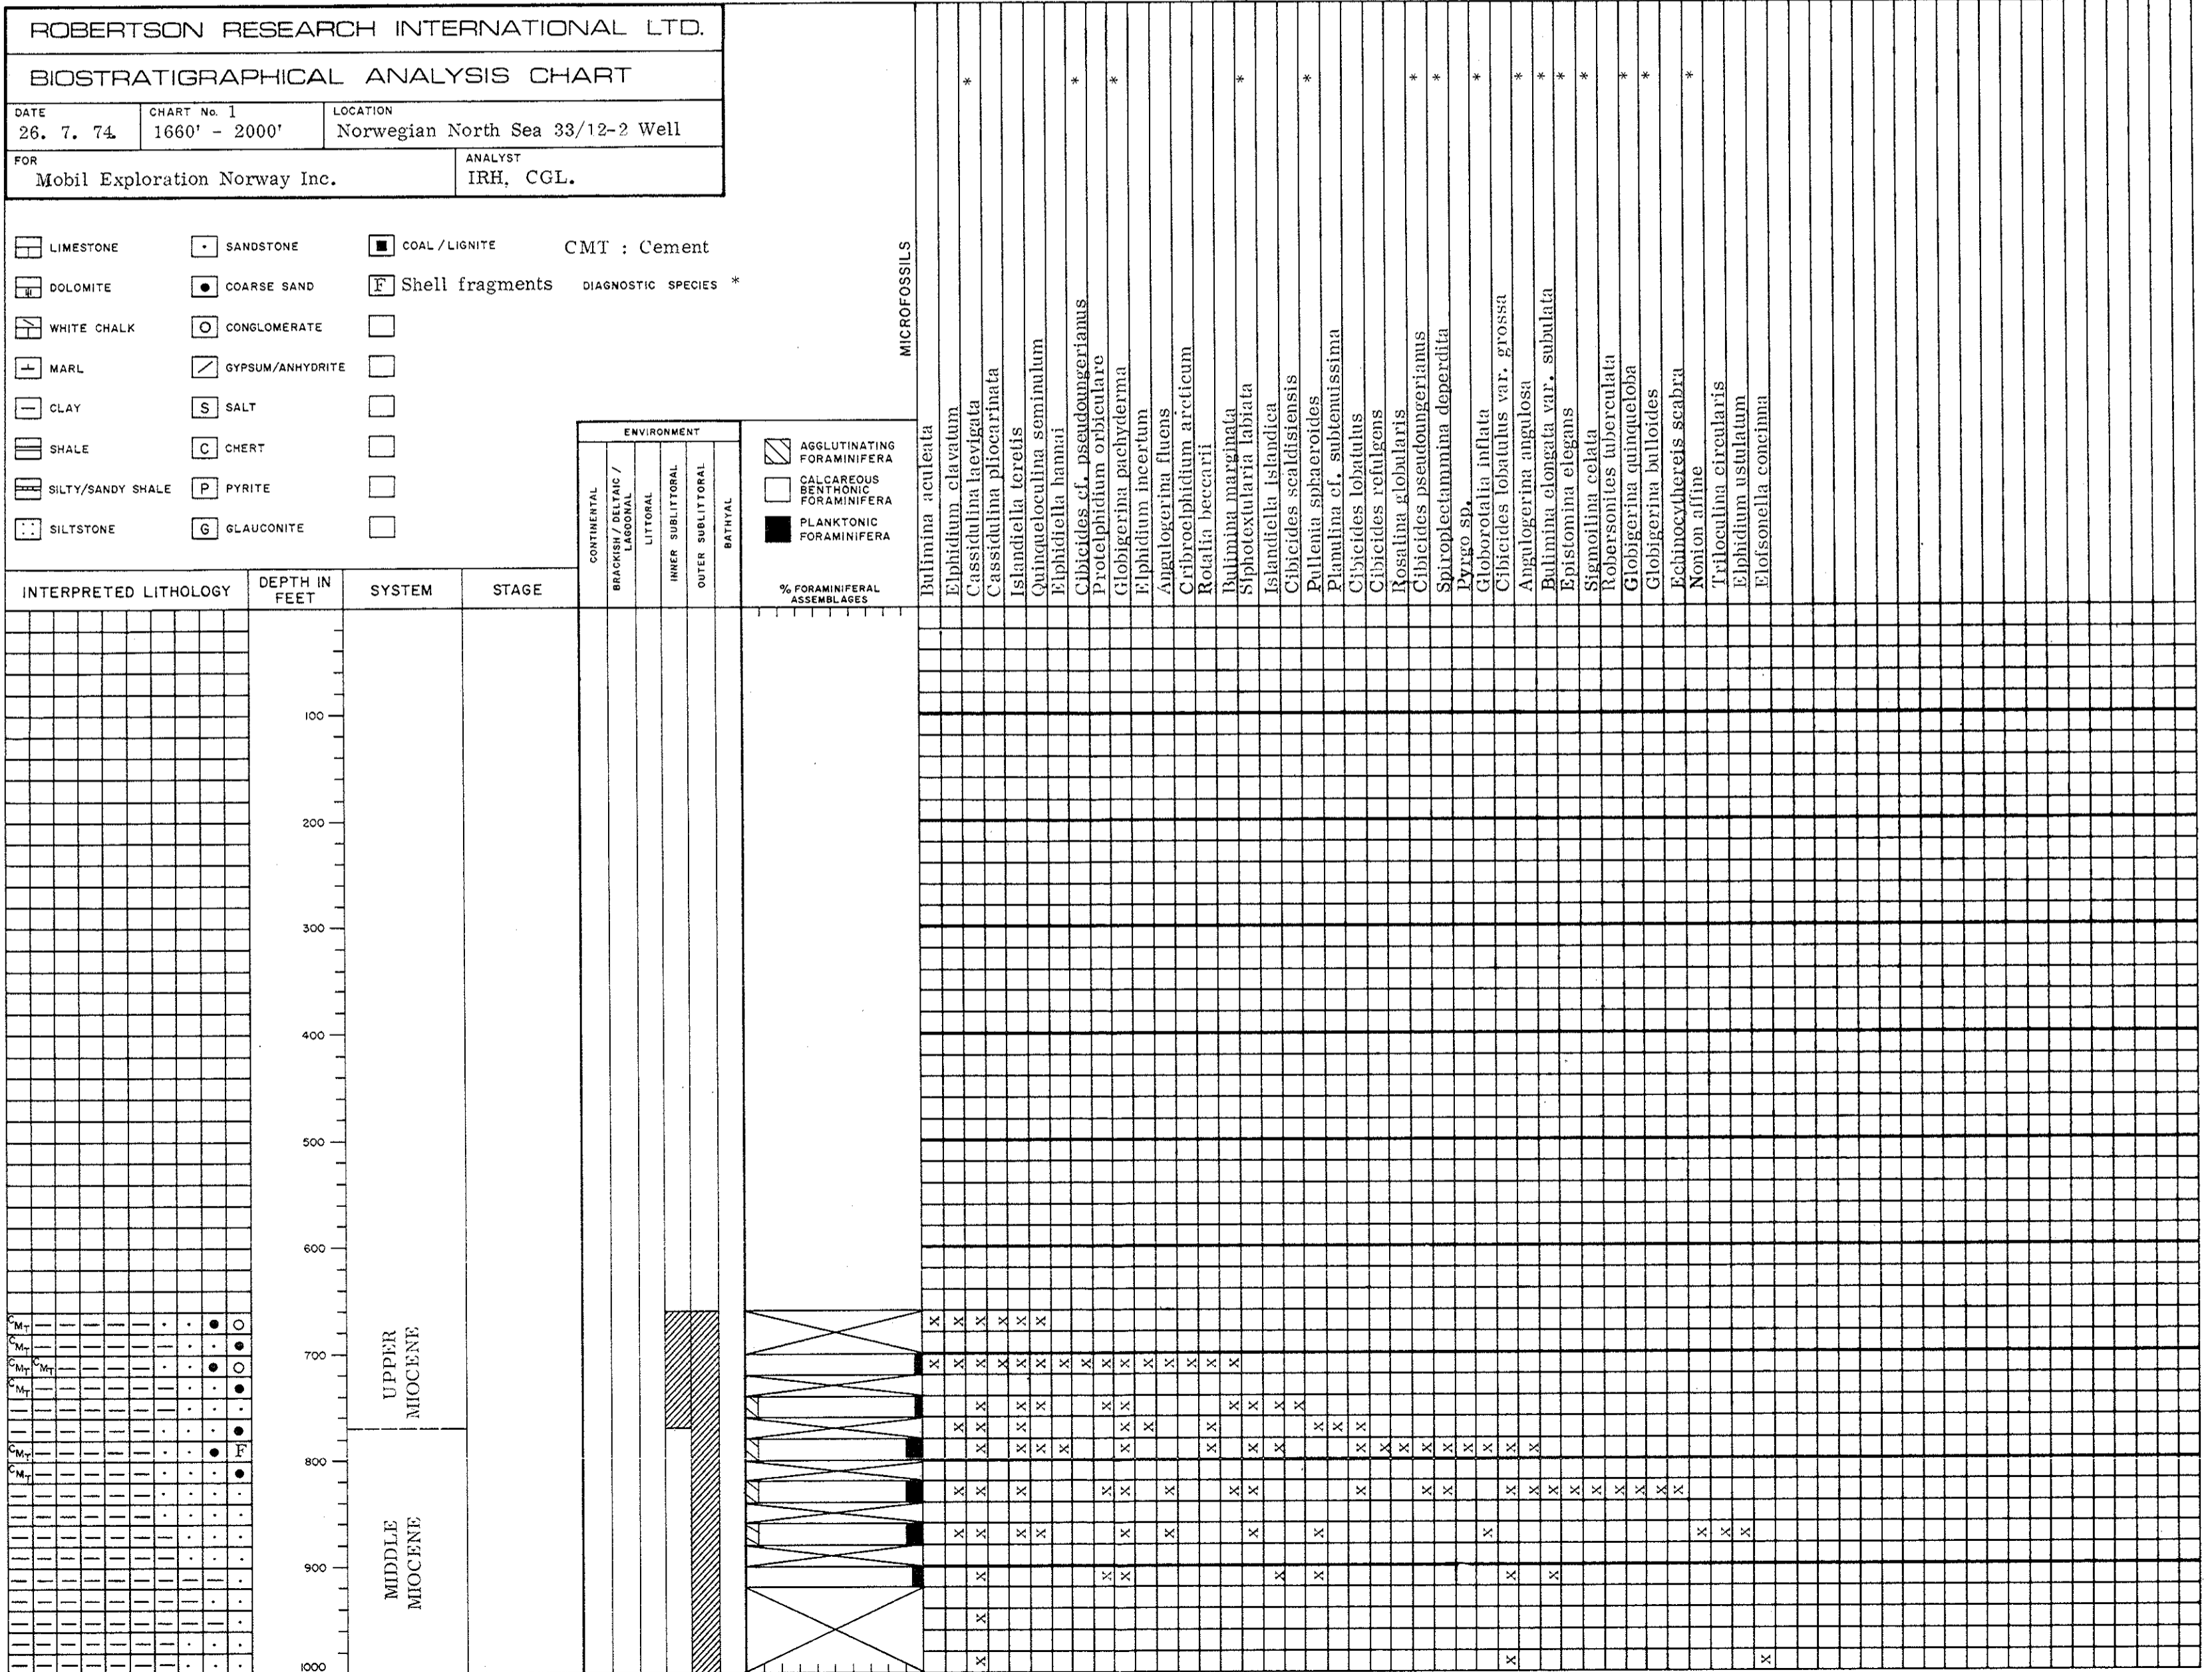 ROBERTSON RESEARCH INTERNATIONAL LTD.
BIOSTRATIGRAPHICAL ANALYSIS CHART
DATE
26. 7. 74.
CHART No. 1
1660' - 2000'
LOCATION
Norwegian North Sea 33/12-2 Well
FOR
Mobil Exploration Norway Inc.
ANALYST
IRH, CGL.
LIMESTONE
SANDSTONE
COAL / LIGNITE
CMT : Cement
DOLOMITE
COARSE SAND
F Shell fragments
DIAGNOSTIC SPECIES *
WHITE CHALK
CONGLOMERATE
MARL
GYPSUM/ANHYDRITE
CLAY
S SALT
SHALE
C CHERT
SILTY/SANDY SHALE
P PYRITE
SILTSTONE
G GLAUCONITE
ENVIRONMENT
CONTINENTAL
BRACKISH / DELTAIC /
LAGOONAL
LITTORAL
INNER SUBLITTORAL
OUTER SUBLITTORAL
BATHYAL
AGGLUTINATING
FORAMINIFERA
CALCAREOUS
BENTHONIC
FORAMINIFERA
PLANKTONIC
FORAMINIFERA
% FORAMINIFERAL
ASSEMBLAGES
MICROFOSSILS
INTERPRETED LITHOLOGY
DEPTH IN
FEET
SYSTEM
STAGE
Bulimina aculeata
Elphidium clavatum
Cassidulina laevigata
Cassidulina pliocarinata
Islandiella teretis
Quinqueloculina seminulum
Elphidiella hannai
Cibicides cf. pseudoungerianus
Protelphidium orbiculare
Globigerina pachyderma
Elphidium incertum
Angulogerina fluens
Cribroelphidium arcticum
Rotalia beccarii
Bulimina marginata
Siphotextularia labiata
Islandiella islandica
Cibicides scaldisiensis
Pullenia sphaeroides
Planulina cf. subtenuissima
Cibicides lobatulus
Cibicides refulgens
Rosalina globularis
Cibicides pseudoungerianus
Spiroplectammina deperdita
Pyrgo sp.
Globorotalia inflata
Cibicides lobatulus var. grossa
Angulogerina angulosa
Bulimina elongata var. subulata
Epistomina elegans
Sigmoilina celata
Robersonites tuberculata
Globigerina quinqueloba
Globigerina bulloides
Echinocythereis scabra
Nonion affine
Triloculina circularis
Elphidium ustulatum
Elofsonella concinna
100
200
300
400
500
600
700
800
900
1000
UPPER
MIOCENE
MIDDLE
MIOCENE
CMT
CMT
CMT CMT
CMT
CMT F
CMT